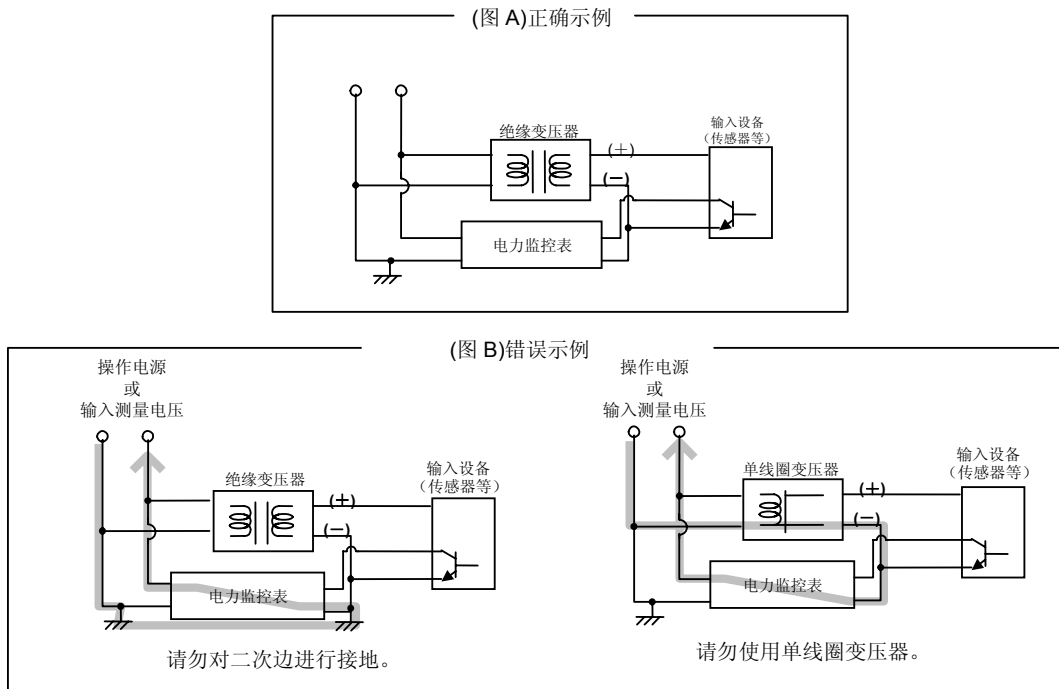 (图 A)正确示例
绝缘变压器
(+)
(−)
输入设备
(传感器等)
电力监控表
(图 B)错误示例
操作电源
或
输入测量电压
绝缘变压器
(+)
(−)
输入设备
(传感器等)
电力监控表
请勿对二次边进行接地。
操作电源
或
输入测量电压
单线圈变压器
(+)
(−)
输入设备
(传感器等)
电力监控表
请勿使用单线圈变压器。